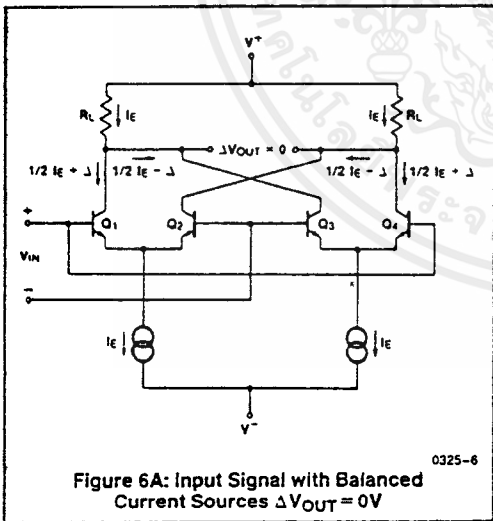 V+
RL
IE
IE
RL
ΔVOUT = 0
1/2 IE + Δ
1/2 IE - Δ
1/2 IE - Δ
1/2 IE + Δ
+
Q1
Q2
Q3
Q4
VIN
-
IE
IE
V-
0325-6
Figure 6A: Input Signal with Balanced
Current Sources ΔVOUT = 0V